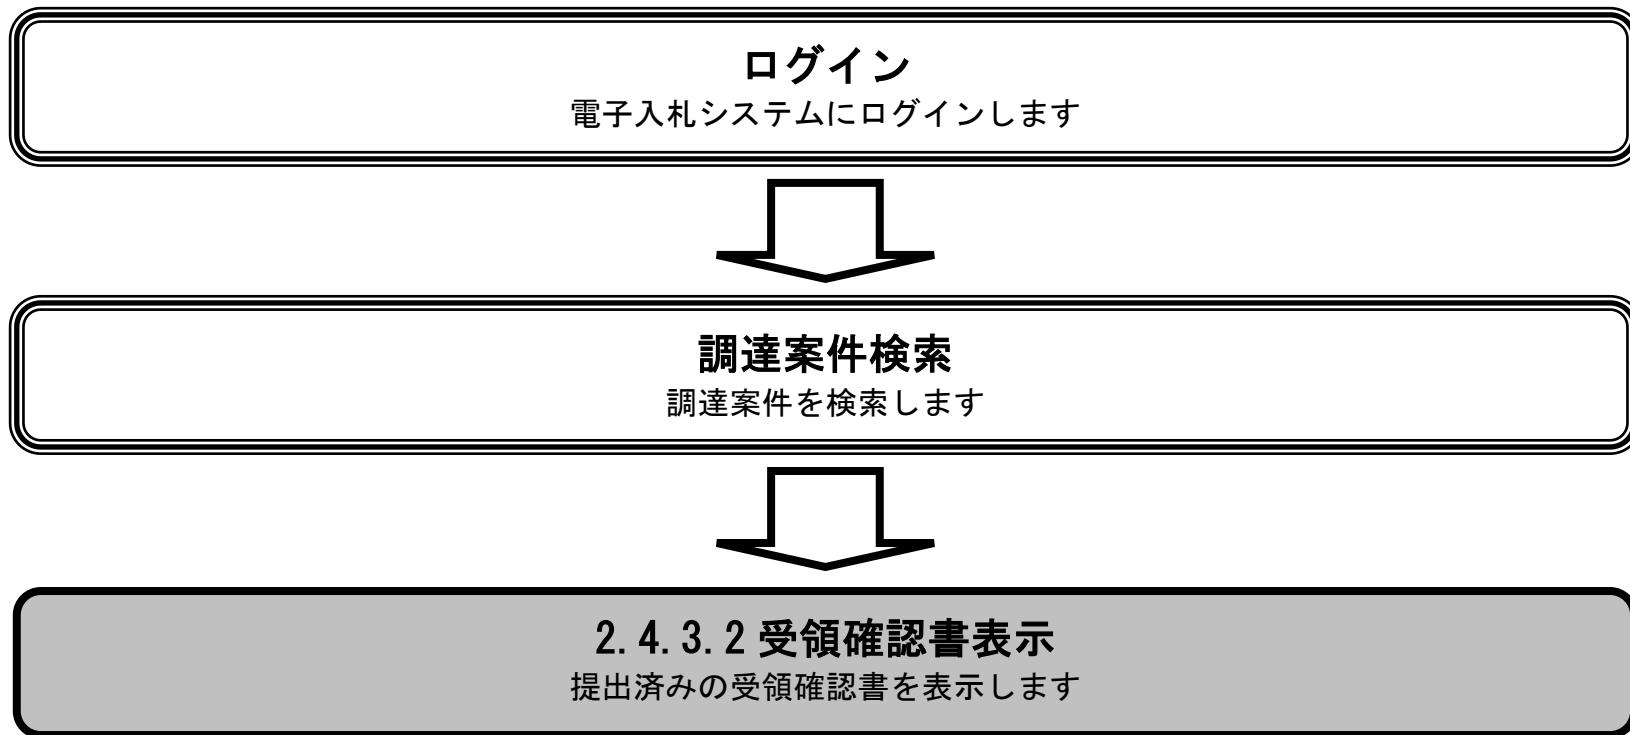 ログイン
電子入札システムにログインします
調達案件検索
調達案件を検索します
2.4.3.2 受領確認書表示
提出済みの受領確認書を表示します